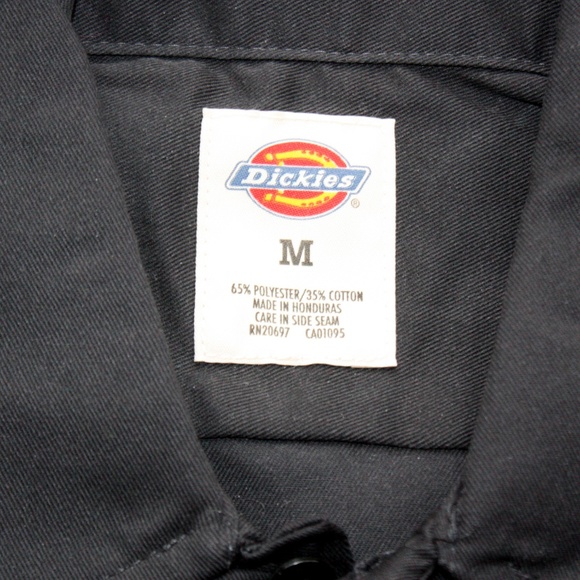 Dickies
®
M
65% POLYESTER/35% COTTON
MADE IN HONDURAS
CARE IN SIDE SEAM
RN20697 CA01095